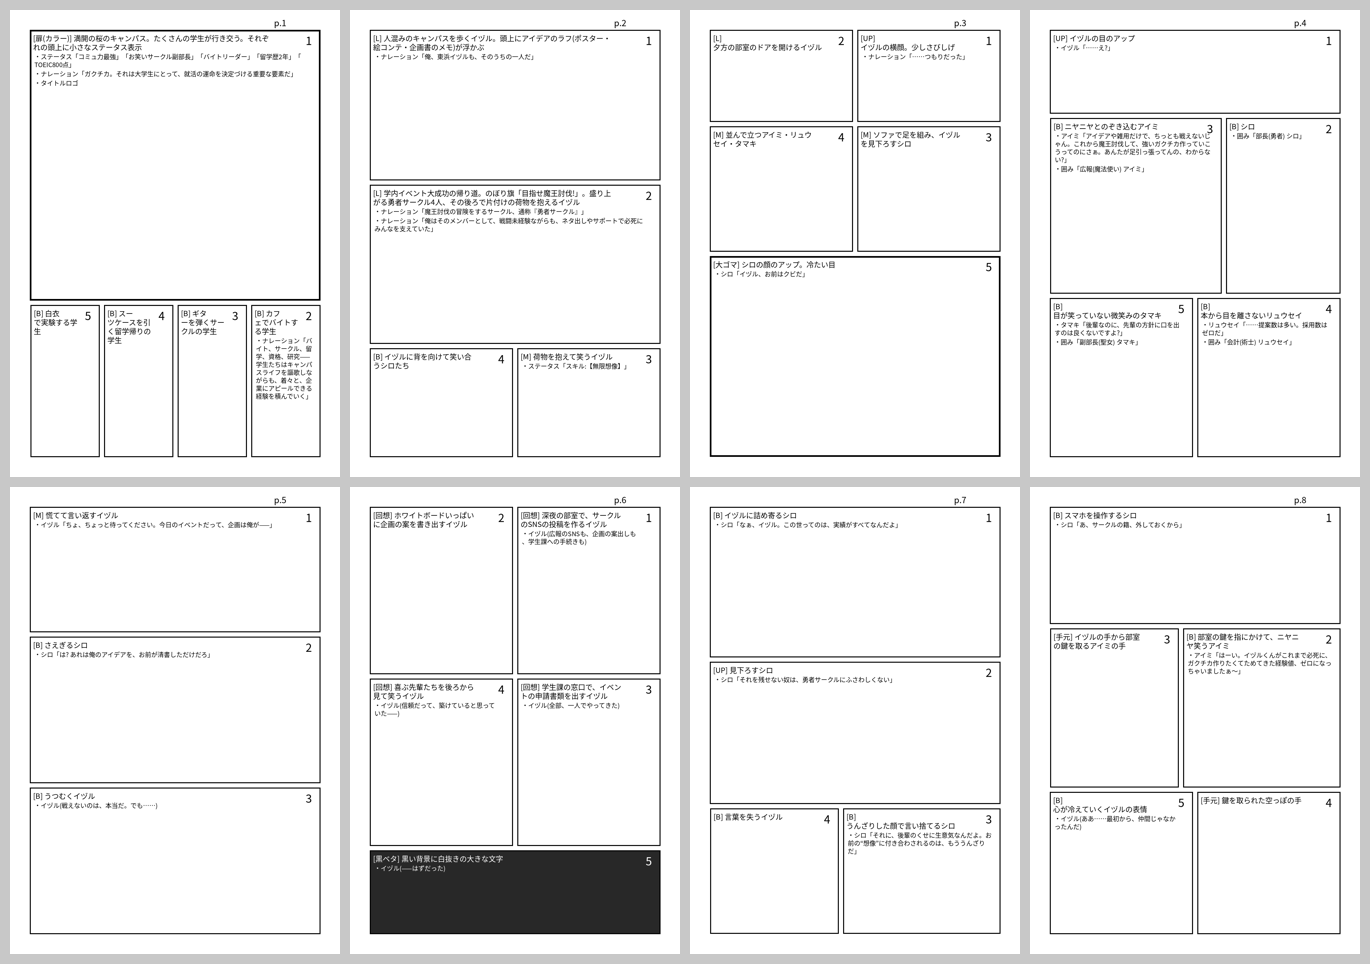 p.1
[扉(カラー)] 満開の桜のキャンパス。たくさんの学生が行き交う。それぞ
れの頭上に小さなステータス表示
1
・ステータス「コミュ力最強」「お笑いサークル副部長」「バイトリーダー」「留学歴2年」「
TOEIC800点」
・ナレーション「ガクチカ。それは大学生にとって、就活の運命を決定づける重要な要素だ」
・タイトルロゴ
[B] カフ
ェでバイトす
る学生
2
・ナレーション「バ
イト、サークル、留
学、資格、研究――
学生たちはキャンパ
スライフを謳歌しな
がらも、着々と、企
業にアピールできる
経験を積んでいく」
[B] ギタ
ーを弾くサー
クルの学生
3
[B] スー
ツケースを引
く留学帰りの
学生
4
[B] 白衣
で実験する学
生
5
p.2
[L] 人混みのキャンパスを歩くイヅル。頭上にアイデアのラフ(ポスター・
絵コンテ・企画書のメモ)が浮かぶ
1
・ナレーション「俺、東浜イヅルも、そのうちの一人だ」
[L] 学内イベント大成功の帰り道。のぼり旗「目指せ魔王討伐!」。盛り上
がる勇者サークル4人、その後ろで片付けの荷物を抱えるイヅル
2
・ナレーション「魔王討伐の冒険をするサークル、通称『勇者サークル』」
・ナレーション「俺はそのメンバーとして、戦闘未経験ながらも、ネタ出しやサポートで必死に
みんなを支えていた」
[M] 荷物を抱えて笑うイヅル
3
・ステータス「スキル:【無限想像】」
[B] イヅルに背を向けて笑い合
うシロたち
4
p.3
[UP]
イヅルの横顔。少しさびしげ
1
・ナレーション「……つもりだった」
[L]
夕方の部室のドアを開けるイヅル
2
[M] ソファで足を組み、イヅル
を見下ろすシロ
3
[M] 並んで立つアイミ・リュウ
セイ・タマキ
4
[大ゴマ] シロの顔のアップ。冷たい目
5
・シロ「イヅル、お前はクビだ」
p.4
[UP] イヅルの目のアップ
1
・イヅル「……え?」
[B] シロ
2
・囲み「部長(勇者) シロ」
[B] ニヤニヤとのぞき込むアイミ
3
・アイミ「アイデアや雑用だけで、ちっとも戦えないじ
ゃん。これから魔王討伐して、強いガクチカ作っていこ
うってのにさぁ。あんたが足引っ張ってんの、わからな
い?」
・囲み「広報(魔法使い) アイミ」
[B]
本から目を離さないリュウセイ
4
・リュウセイ「……提案数は多い。採用数は
ゼロだ」
・囲み「会計(術士) リュウセイ」
[B]
目が笑っていない微笑みのタマキ
5
・タマキ「後輩なのに、先輩の方針に口を出
すのは良くないですよ?」
・囲み「副部長(聖女) タマキ」
p.5
[M] 慌てて言い返すイヅル
1
・イヅル「ちょ、ちょっと待ってください。今日のイベントだって、企画は俺が――」
[B] さえぎるシロ
2
・シロ「は? あれは俺のアイデアを、お前が清書しただけだろ」
[B] うつむくイヅル
3
・イヅル(戦えないのは、本当だ。でも……)
p.6
[回想] 深夜の部室で、サークル
のSNSの投稿を作るイヅル
1
・イヅル(広報のSNSも、企画の案出しも
、学生課への手続きも)
[回想] ホワイトボードいっぱい
に企画の案を書き出すイヅル
2
[回想] 学生課の窓口で、イベン
トの申請書類を出すイヅル
3
・イヅル(全部、一人でやってきた)
[回想] 喜ぶ先輩たちを後ろから
見て笑うイヅル
4
・イヅル(信頼だって、築けていると思って
いた――)
[黒ベタ] 黒い背景に白抜きの大きな文字
5
・イヅル(――はずだった)
p.7
[B] イヅルに詰め寄るシロ
1
・シロ「なぁ、イヅル。この世ってのは、実績がすべてなんだよ」
[UP] 見下ろすシロ
2
・シロ「それを残せない奴は、勇者サークルにふさわしくない」
[B]
うんざりした顔で言い捨てるシロ
3
・シロ「それに、後輩のくせに生意気なんだよ。お
前の“想像”に付き合わされるのは、もううんざり
だ」
[B] 言葉を失うイヅル
4
p.8
[B] スマホを操作するシロ
1
・シロ「あ、サークルの籍、外しておくから」
[B] 部室の鍵を指にかけて、ニヤニ
ヤ笑うアイミ
2
・アイミ「はーい。イヅルくんがこれまで必死に、
ガクチカ作りたくてためてきた経験値、ゼロになっ
ちゃいましたぁ〜」
[手元] イヅルの手から部室
の鍵を取るアイミの手
3
[手元] 鍵を取られた空っぽの手
4
[B]
心が冷えていくイヅルの表情
5
・イヅル(ああ……最初から、仲間じゃなか
ったんだ)